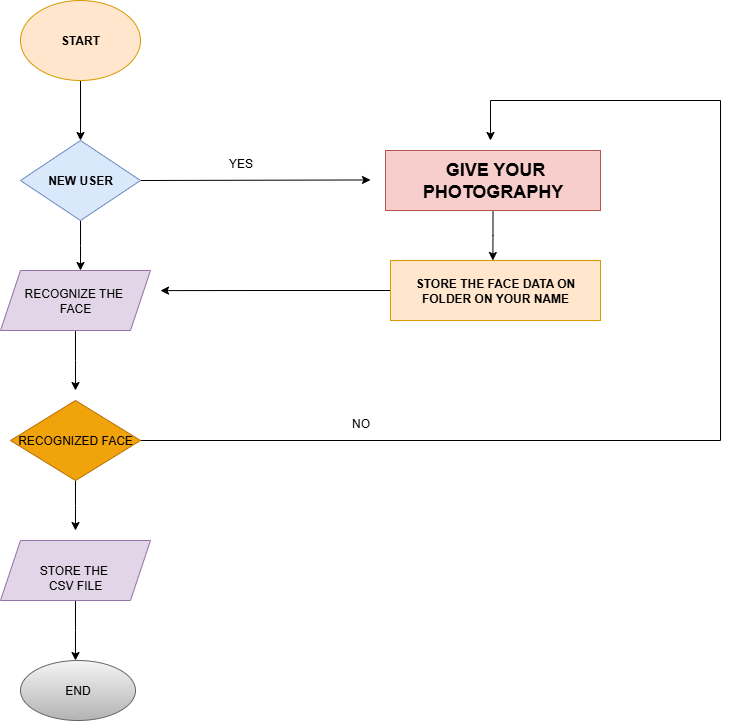 START
NEW USER
YES
GIVE YOUR
PHOTOGRAPHY
RECOGNIZE THE
FACE
STORE THE FACE DATA ON
FOLDER ON YOUR NAME
RECOGNIZED FACE
NO
STORE THE
CSV FILE
END